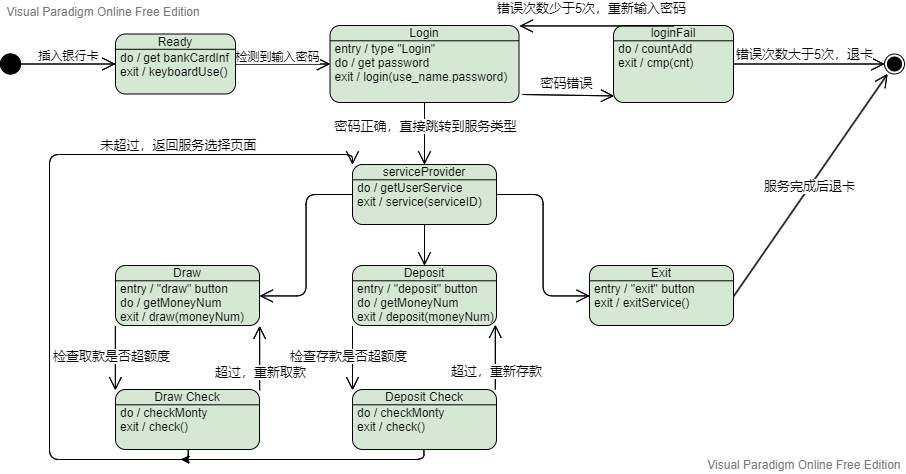 Visual Paradigm Online Free Edition
错误次数少于5次，重新输入密码
Ready
do / get bankCardInf
exit / keyboardUse()
Login
entry / type "Login"
do / get password
exit / login(use_name.password)
loginFail
do / countAdd
exit / cmp(cnt)
插入银行卡
检测到输入密码
错误次数大于5次，退卡
密码错误
密码正确，直接跳转到服务类型
未超过，返回服务选择页面
serviceProvider
do / getUserService
exit / service(serviceID)
服务完成后退卡
Draw
entry / "draw" button
do / getMoneyNum
exit / draw(moneyNum)
Deposit
entry / "deposit" button
do / getMoneyNum
exit / deposit(moneyNum)
Exit
entry / "exit" button
exit / exitService()
检查取款是否超额度
超过，重新取款
检查存款是否超额度
超过，重新存款
Draw Check
do / checkMonty
exit / check()
Deposit Check
do / checkMonty
exit / check()
Visual Paradigm Online Free Edition